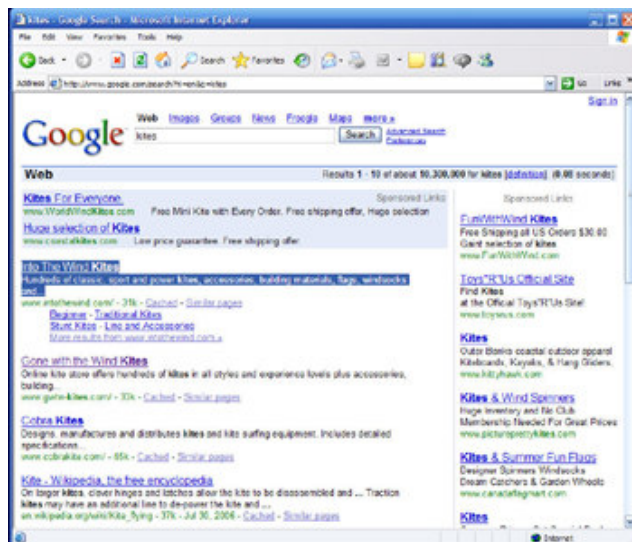 kites - Google Search - Microsoft Internet Explorer
File Edit View Favorites Tools Help
Back Search Favorites
Address http://www.google.com/search?hl=en&q=kites Go Links »
Sign in
Google
Web Images Groups News Froogle Maps more »
kites Search Advanced Search Preferences
Web Results 1 - 10 of about 10,300,000 for kites [definition]. (0.08 seconds)
Kites For Everyone Sponsored Links
www.WorldWindKites.com Free Mini Kite with Every Order. Free shipping offer, Huge selection
Huge selection of Kites
www.coastalkites.com Low price guarantee. Free shipping offer
Into The Wind Kites
Hundreds of classic, sport and power kites, accessories, building materials, flags, windsocks
and...
www.intothewind.com/ - 31k - Cached - Similar pages
Beginner - Traditional Kites
Stunt Kites - Line and Accessories
More results from www.intothewind.com »
Gone with the Wind Kites
Online kite store offers hundreds of kites in all styles and experience levels plus accessories,
building...
www.gwtw-kites.com/ - 33k - Cached - Similar pages
Cobra Kites
Designs, manufactures and distributes kites and kite surfing equipment. Includes detailed
specifications...
www.cobrakite.com/ - 65k - Cached - Similar pages
Kite - Wikipedia, the free encyclopedia
On larger kites, clever hinges and latches allow the kite to be disassembled and ... Traction
kites may have an additional line to de-power the kite and ...
en.wikipedia.org/wiki/Kite_flying - 37k - Jul 30, 2006 - Cached - Similar pages
Sponsored Links
FunWithWind Kites
Free Shipping all US Orders $30.00
Giant selection of kites
www.FunWithWind.com
Toys"R"Us Official Site
Find Kites
at the Official Toys"R"Us Site!
www.toysrus.com
Kites
Outer Banks coastal outdoor apparel
Kiteboards, Kayaks, & Hang Gliders.
www.kittyhawk.com
Kites & Wind Spinners
Huge Inventory and No Club
Membership Needed For Great Prices
www.pictureprettykites.com
Kites & Summer Fun Flags
Designer Spinners Windsocks
Dream Catchers & Garden Wheels
www.canadaflagmart.com
Kites
Internet